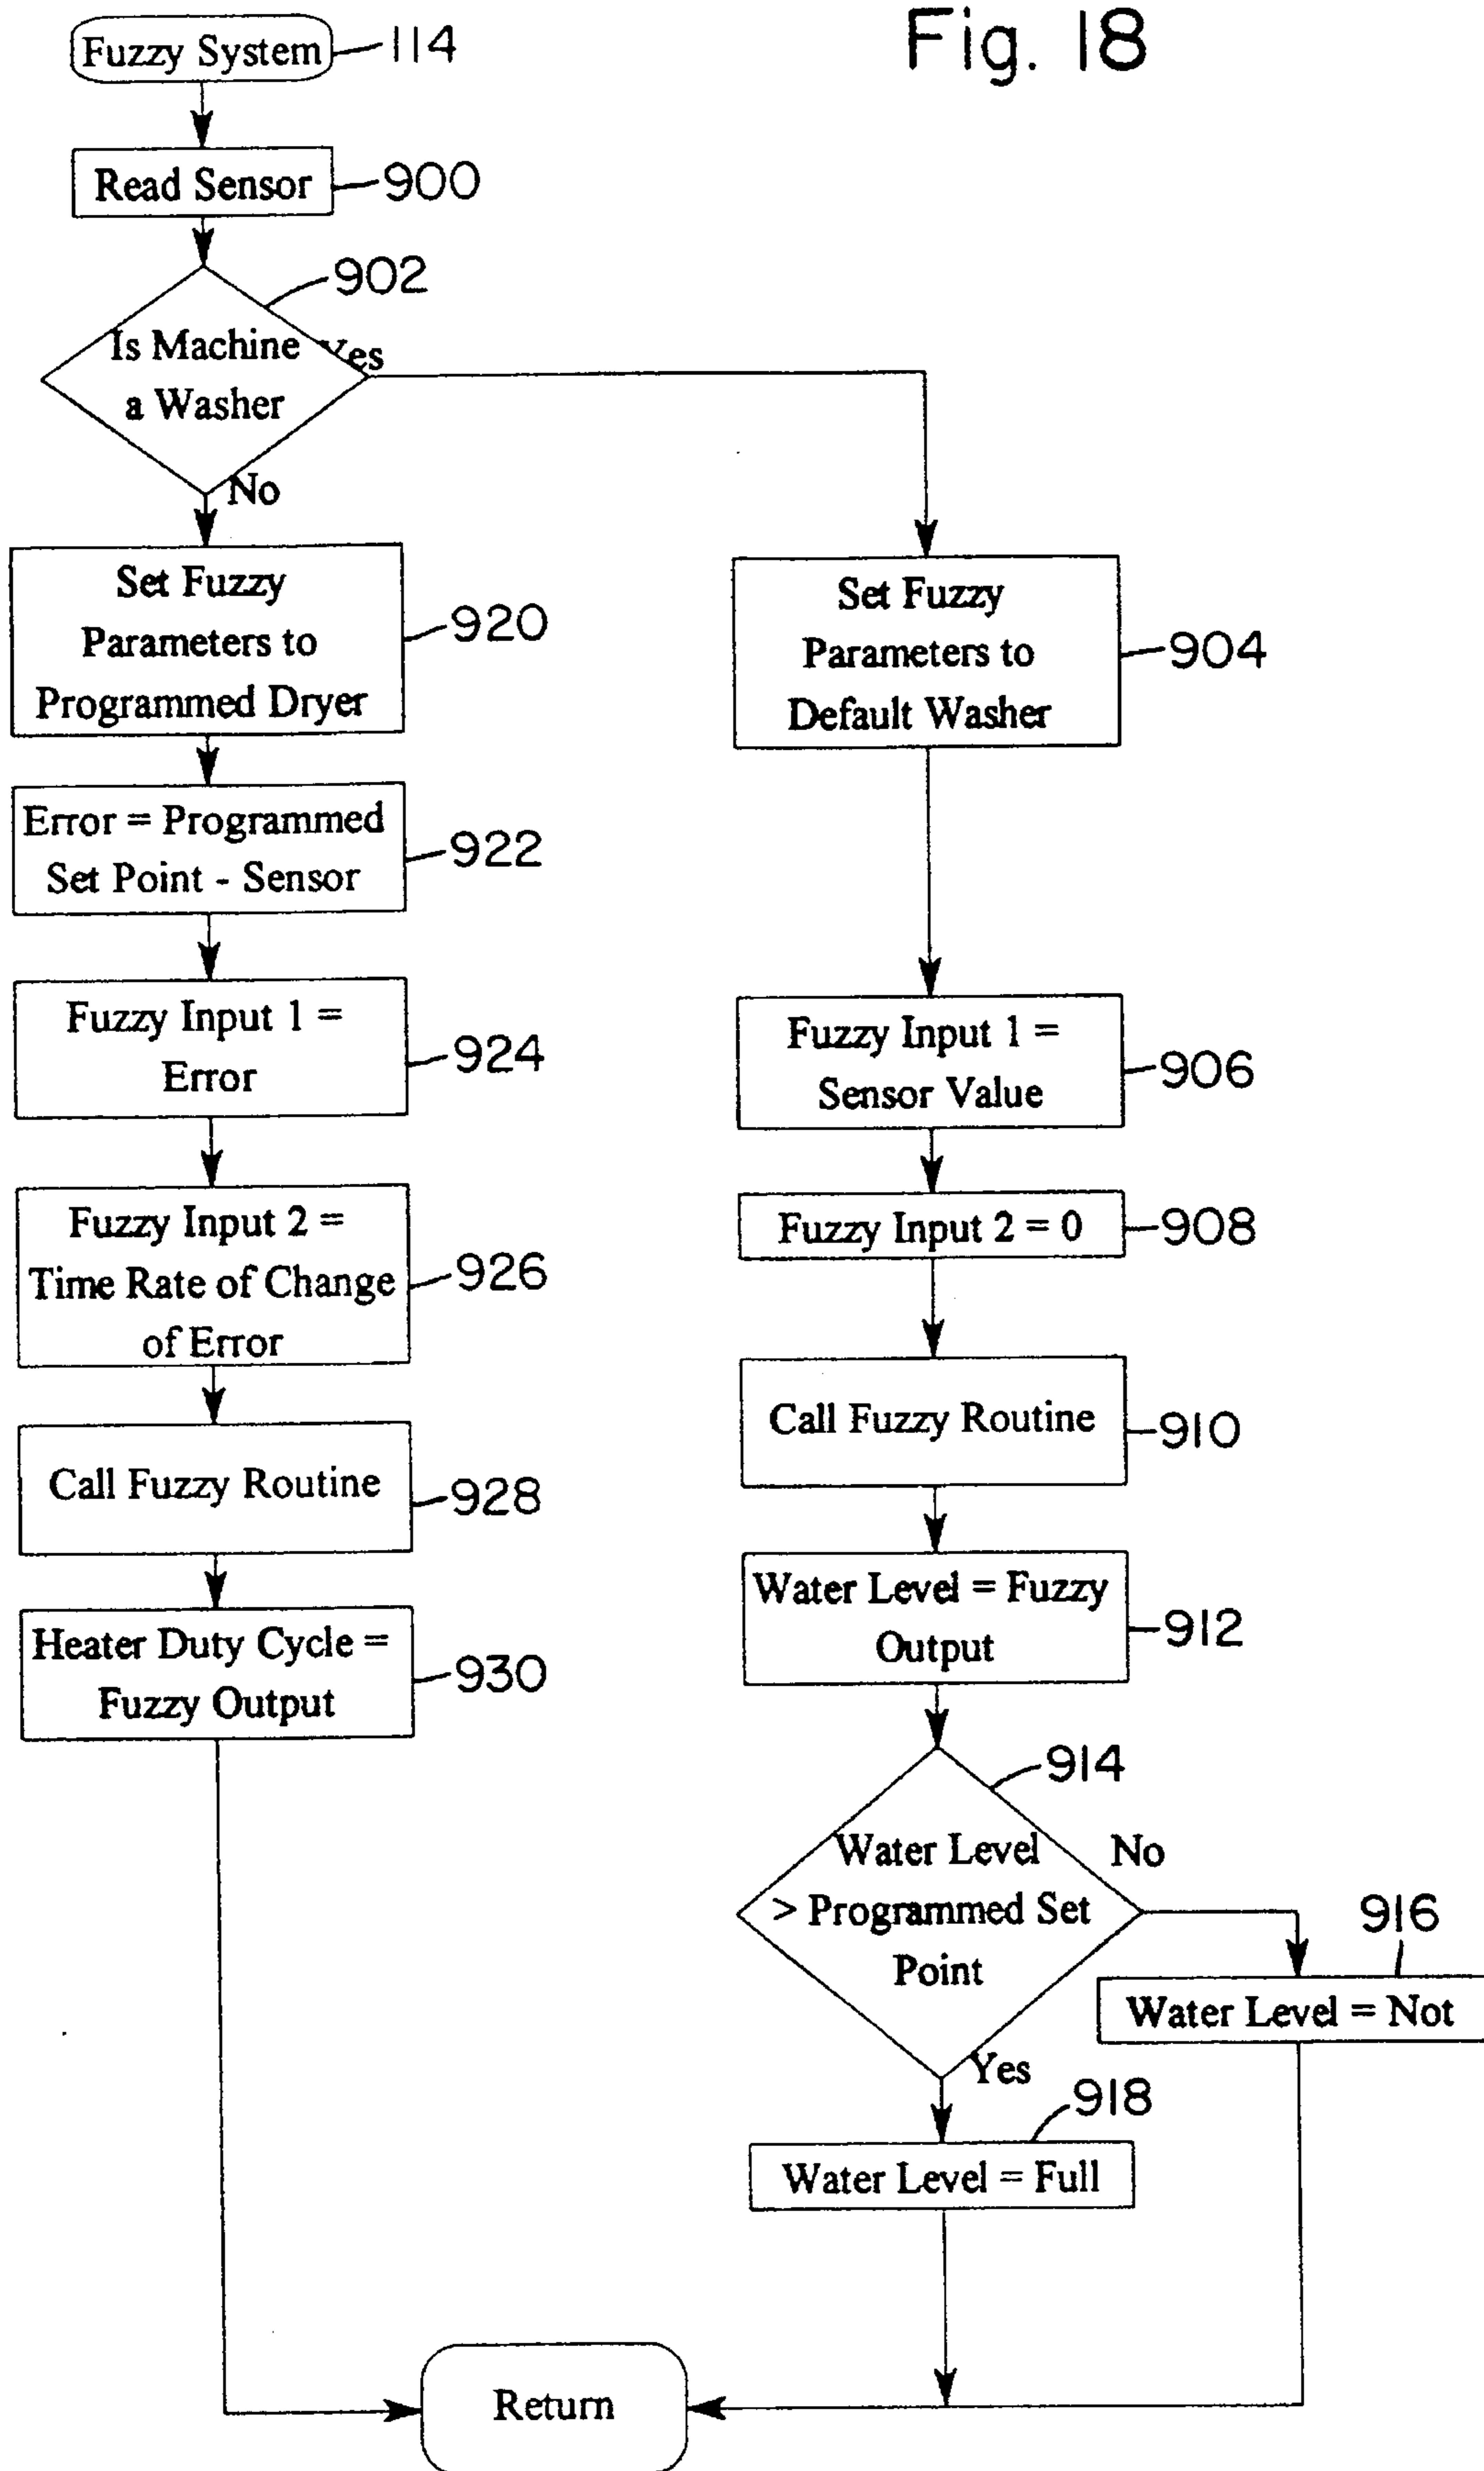 Fig. 18
Fuzzy System
114
Read Sensor
900
902
Is Machine
a Washer
Yes
No
Set Fuzzy
Parameters to
Programmed Dryer
920
Error = Programmed
Set Point - Sensor
922
Fuzzy Input 1 =
Error
924
Fuzzy Input 2 =
Time Rate of Change
of Error
926
Call Fuzzy Routine
928
Heater Duty Cycle =
Fuzzy Output
930
Set Fuzzy
Parameters to
Default Washer
904
Fuzzy Input 1 =
Sensor Value
906
Fuzzy Input 2 = 0
908
Call Fuzzy Routine
910
Water Level = Fuzzy
Output
912
914
Water Level
> Programmed Set
Point
No
916
Water Level = Not
Yes
918
Water Level = Full
Return